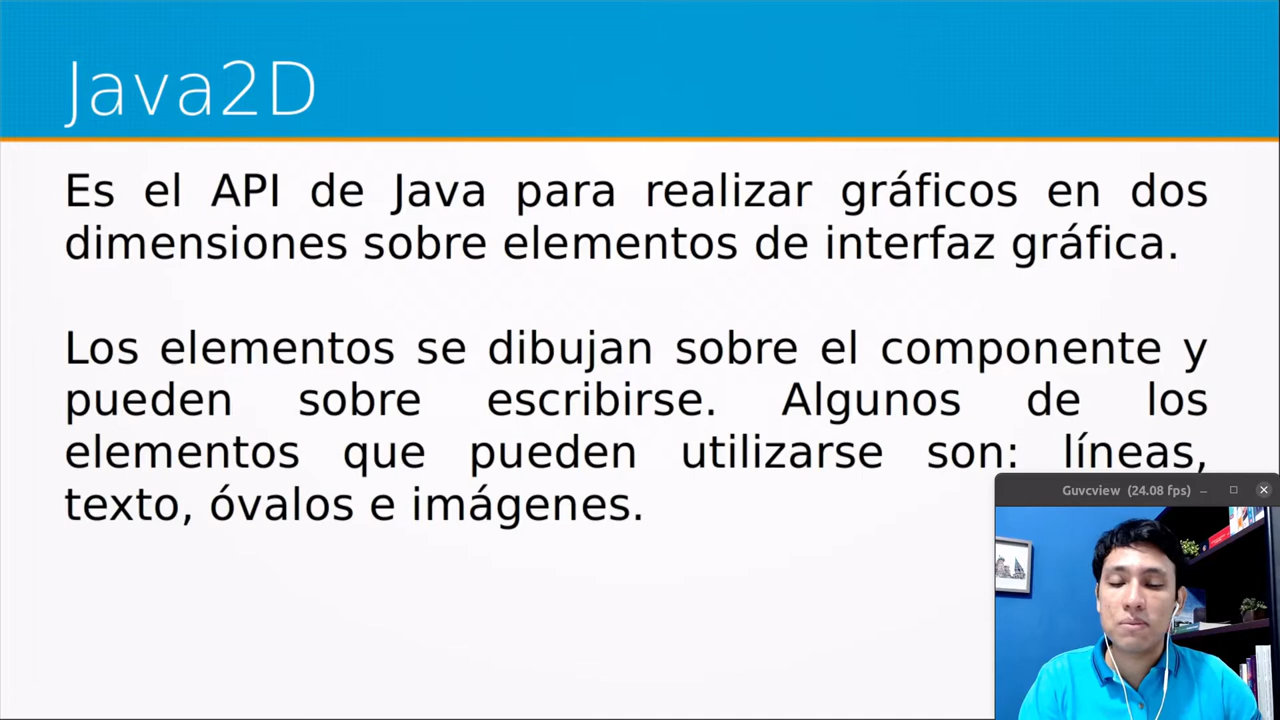 Java2D
Es el API de Java para realizar gráficos en dos
dimensiones sobre elementos de interfaz gráfica.
Los elementos se dibujan sobre el componente y
pueden sobre escribirse. Algunos de los
elementos que pueden utilizarse son: líneas,
texto, óvalos e imágenes.
Guvcview (24.08 fps)